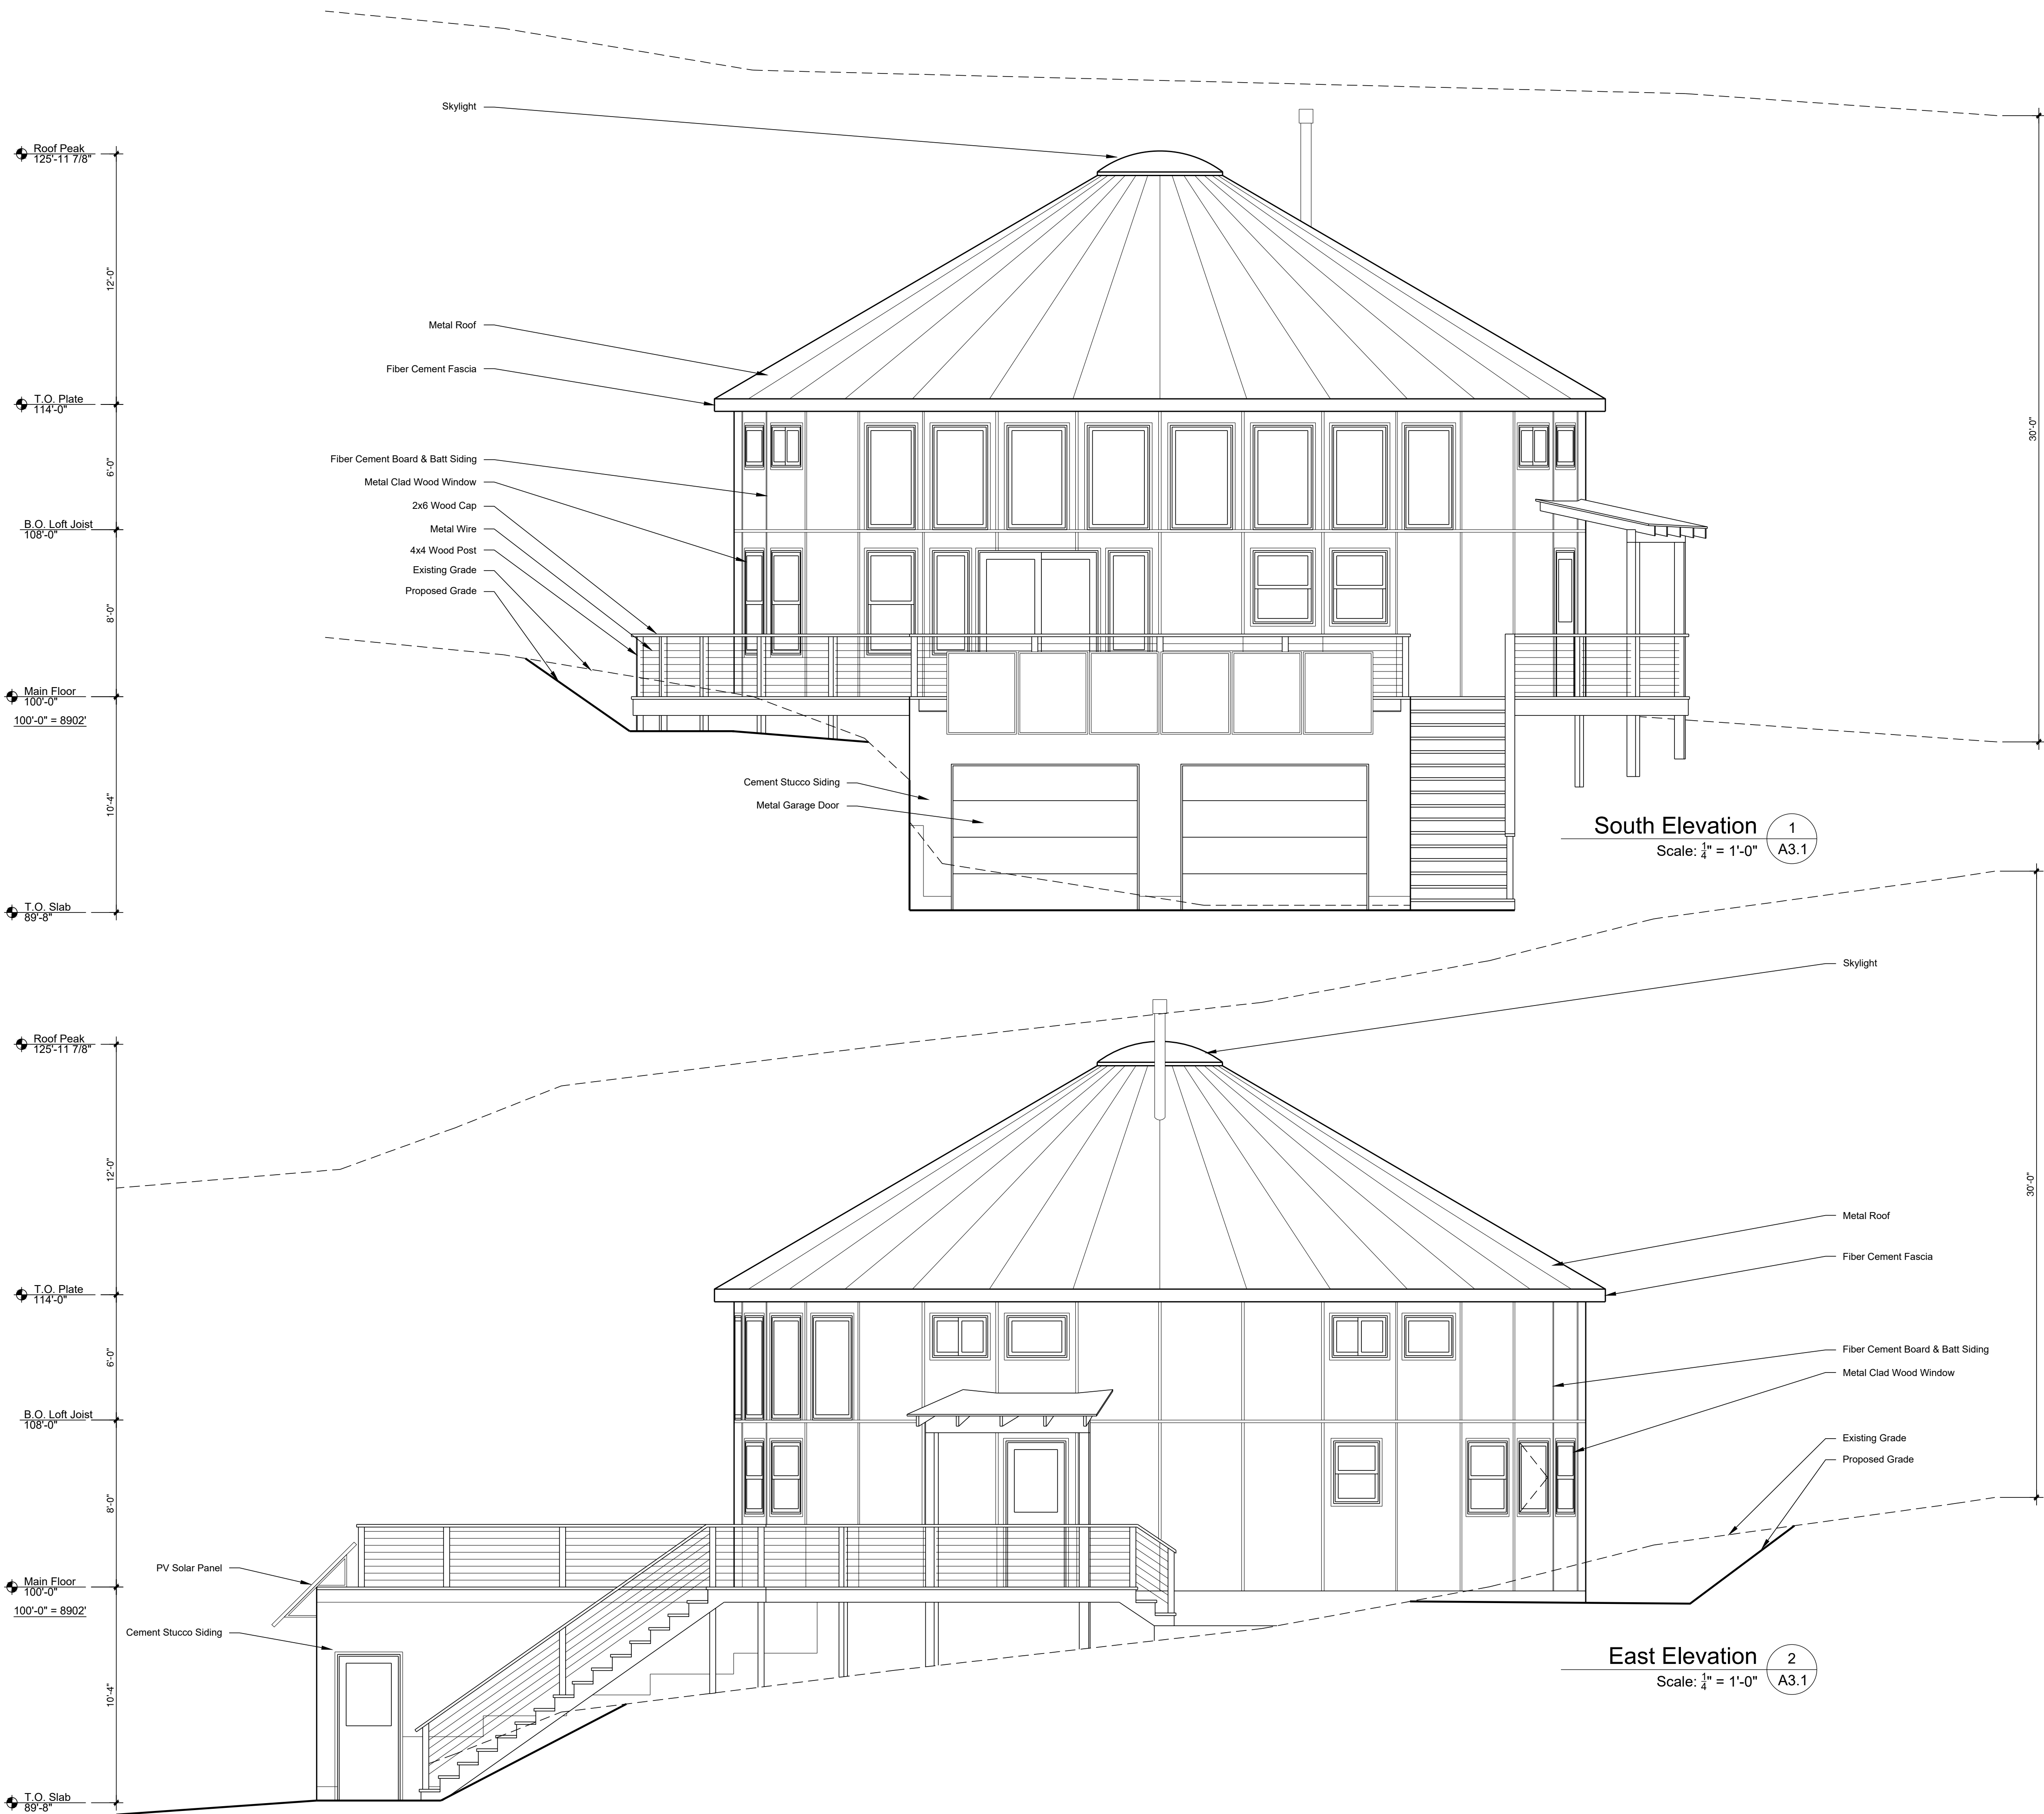 Skylight
Roof Peak
125'-11 7/8"
12'-0"
Metal Roof
Fiber Cement Fascia
T.O. Plate
114'-0"
30'-0"
6'-0"
Fiber Cement Board & Batt Siding
Metal Clad Wood Window
2x6 Wood Cap
B.O. Loft Joist
108'-0"
Metal Wire
4x4 Wood Post
Existing Grade
Proposed Grade
8'-0"
Main Floor
100'-0"
100'-0" = 8902'
10'-4"
Cement Stucco Siding
Metal Garage Door
South Elevation
1
Scale: 1/4" = 1'-0"
A3.1
T.O. Slab
89'-8"
Skylight
Roof Peak
125'-11 7/8"
12'-0"
30'-0"
Metal Roof
Fiber Cement Fascia
T.O. Plate
114'-0"
6'-0"
Fiber Cement Board & Batt Siding
Metal Clad Wood Window
B.O. Loft Joist
108'-0"
Existing Grade
Proposed Grade
8'-0"
PV Solar Panel
Main Floor
100'-0"
100'-0" = 8902'
Cement Stucco Siding
East Elevation
2
Scale: 1/4" = 1'-0"
A3.1
10'-4"
T.O. Slab
89'-8"